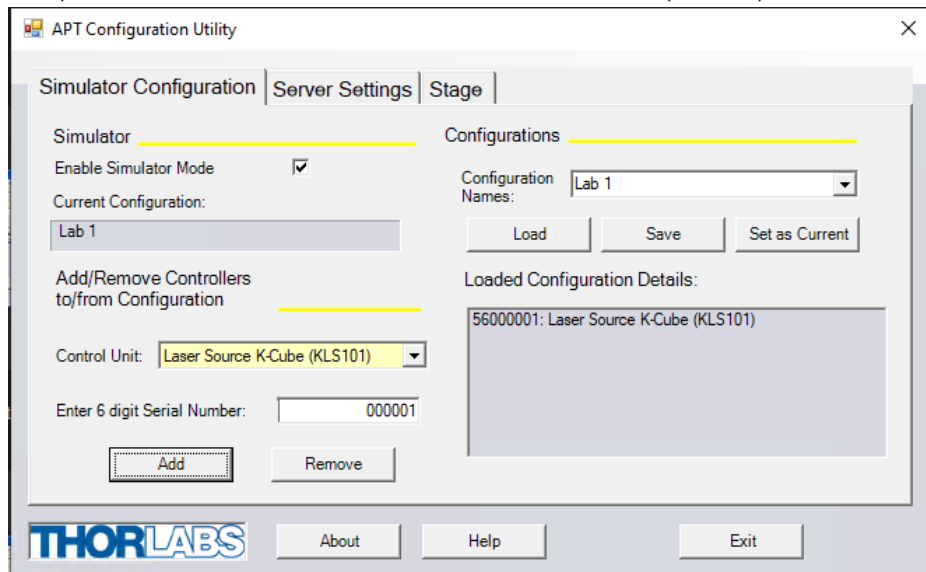 APT Configuration Utility
Simulator Configuration
Server Settings
Stage
Simulator
Enable Simulator Mode
Current Configuration:
Lab 1
Add/Remove Controllers
to/from Configuration
Control Unit: Laser Source K-Cube (KLS101)
Enter 6 digit Serial Number: 000001
Add
Remove
Configurations
Configuration
Names:
Lab 1
Load
Save
Set as Current
Loaded Configuration Details:
56000001: Laser Source K-Cube (KLS101)
THORLABS
About
Help
Exit